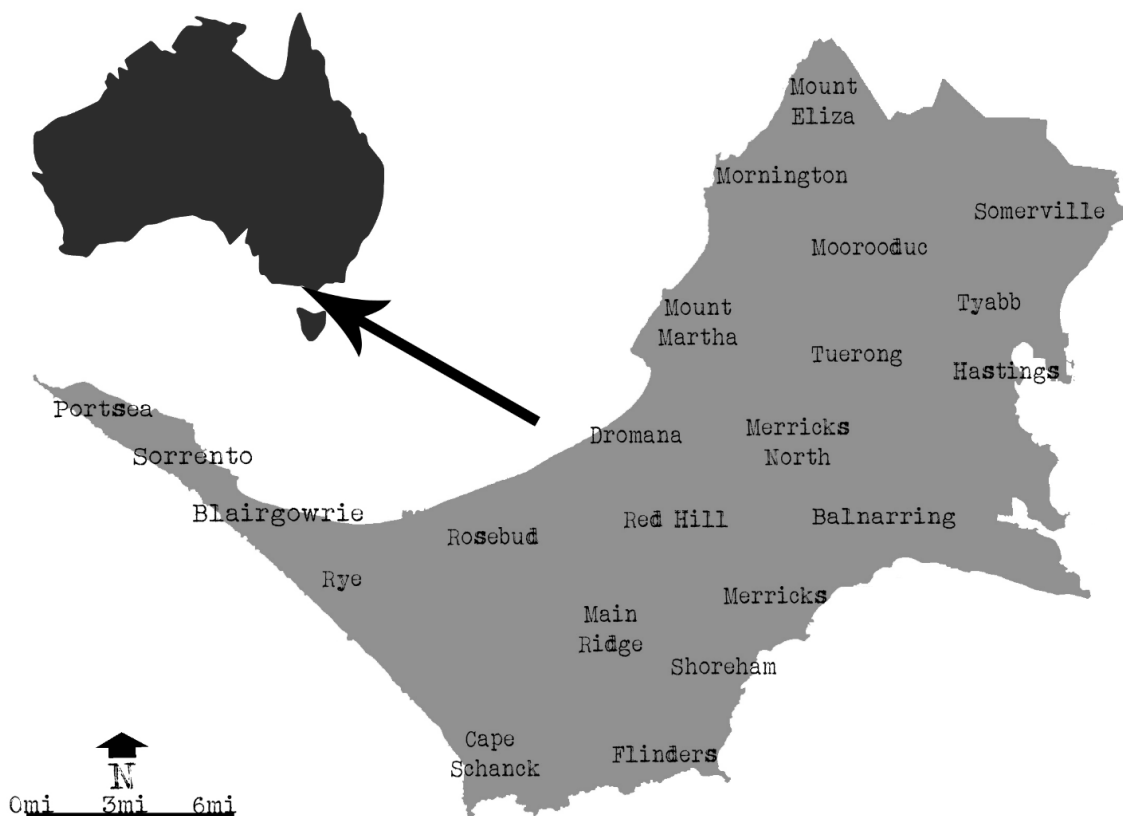 Mount
Eliza
Mornington
Somerville
Moorooduc
Tyabb
Mount
Martha
Tuerong
Hastings
Portsea
Dromana
Merricks
North
Sorrento
Blairgowrie
Rosebud
Red Hill
Balnarring
Rye
Merricks
Main
Ridge
Shoreham
Cape
Schanck
Flinders
N
0mi 3mi 6mi